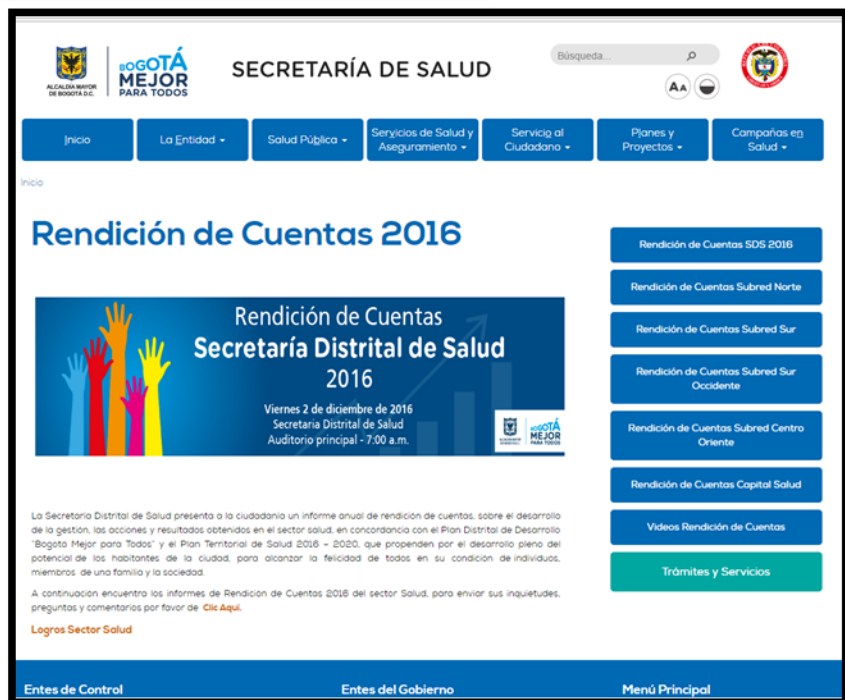 ALCALDÍA MAYOR
DE BOGOTÁ D.C.
BOGOTÁ
MEJOR
PARA TODOS
SECRETARÍA DE SALUD
Búsqueda...
AA
Inicio
La Entidad
Salud Pública
Servicios de Salud y
Aseguramiento
Servicio al
Ciudadano
Planes y
Proyectos
Campañas en
Salud
Inicio
Rendición de Cuentas 2016
Rendición de Cuentas
Secretaría Distrital de Salud
2016
Viernes 2 de diciembre de 2016
Secretaria Distrital de Salud
Auditorio principal - 7:00 a.m.
BOGOTÁ
MEJOR
PARA TODOS
La Secretaría Distrital de Salud presenta a la ciudadanía un informe anual de rendición de cuentas, sobre el desarrollo
de la gestión, las acciones y resultados obtenidos en el sector salud, en concordancia con el Plan Distrital de Desarrollo
"Bogota Mejor para Todos" y el Plan Territorial de Salud 2016 – 2020, que propenden por el desarrollo pleno del
potencial de los habitantes de la ciudad, para alcanzar la felicidad de todos en su condición de individuos,
miembros de una familia y la sociedad.
A continuación encuentra los informes de Rendición de Cuentas 2016 del sector Salud, para enviar sus inquietudes,
preguntas y comentarios por favor de Clic Aquí.
Logros Sector Salud
Rendición de Cuentas SDS 2016
Rendición de Cuentas Subred Norte
Rendición de Cuentas Subred Sur
Rendición de Cuentas Subred Sur
Occidente
Rendición de Cuentas Subred Centro
Oriente
Rendición de Cuentas Capital Salud
Videos Rendición de Cuentas
Trámites y Servicios
Entes de Control
Entes del Gobierno
Menú Principal